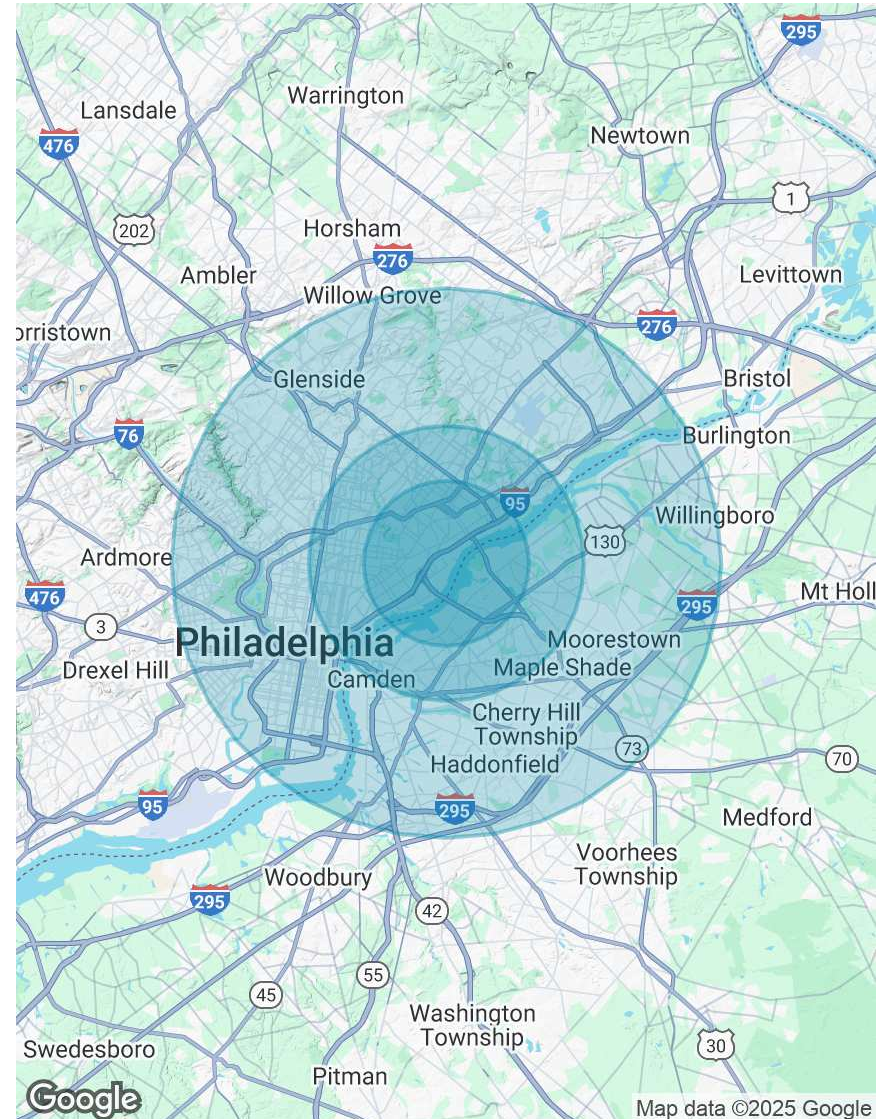 295
Warrington
Lansdale
Newtown
476
1
202
Horsham
276
Ambler
Levittown
Willow Grove
276
orristown
Glenside
Bristol
76
Burlington
95
Willingboro
130
Ardmore
476
Mt Holl
295
3
Philadelphia
Moorestown
Drexel Hill
Maple Shade
Camden
Cherry Hill
Township
73
70
Haddonfield
95
295
Medford
Voorhees
Township
Woodbury
295
42
55
45
Washington
Township
30
Swedesboro
Pitman
Google
Map data ©2025 Google